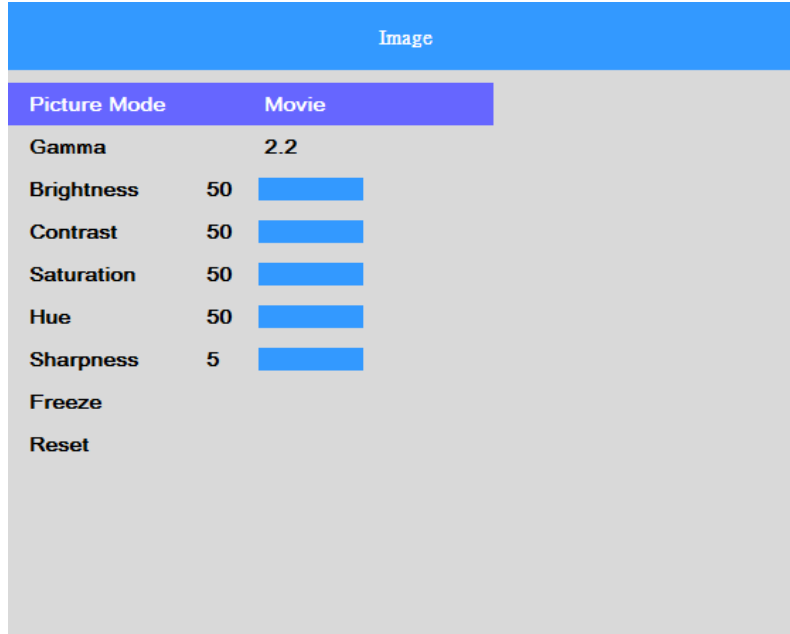 Image
Picture Mode Movie
Gamma 2.2
Brightness 50
Contrast 50
Saturation 50
Hue 50
Sharpness 5
Freeze
Reset